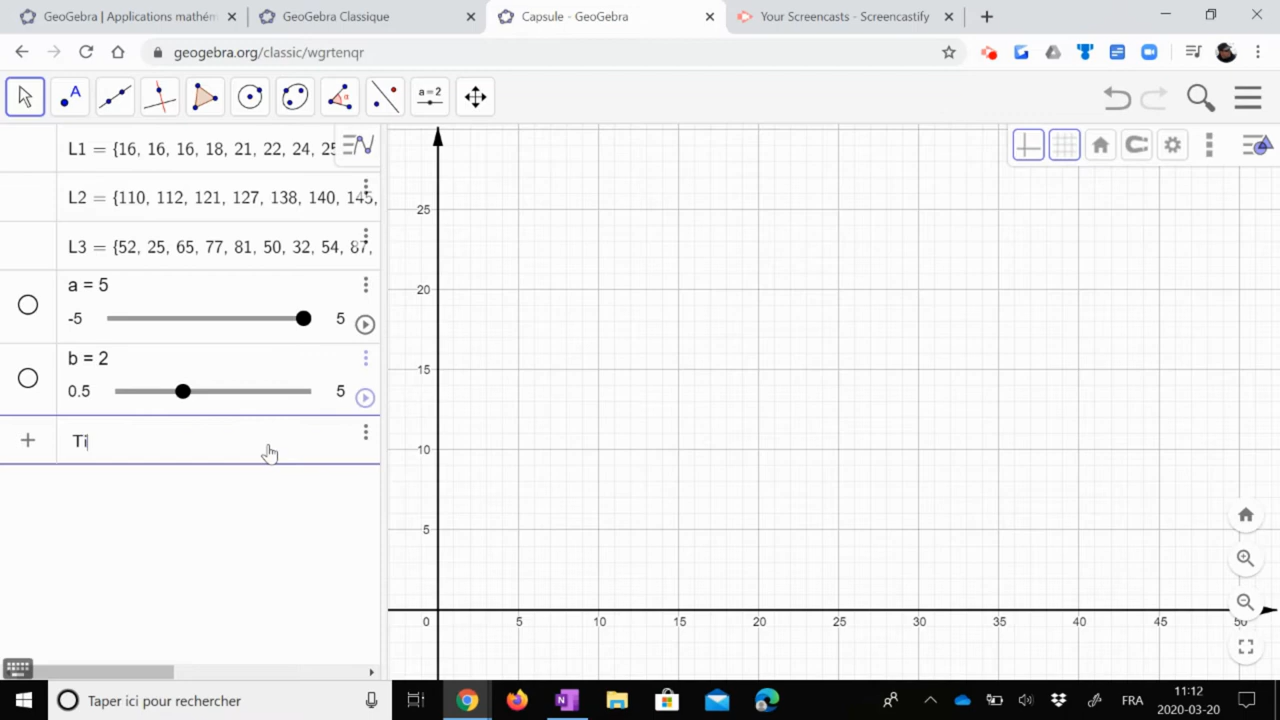 GeoGebra | Applications mathém
GeoGebra Classique
Capsule - GeoGebra
Your Screencasts - Screencastify
geogebra.org/classic/wgrtenqr
A
α
a = 2
L1 = {16, 16, 16, 18, 21, 22, 24, 25
L2 = {110, 112, 121, 127, 138, 140, 145,
L3 = {52, 25, 65, 77, 81, 50, 32, 54, 87,
a = 5
-5
5
b = 2
0.5
5
Ti
25
20
15
10
5
0
5
10
15
20
25
30
35
40
45
50
Taper ici pour rechercher
FRA
11:12
2020-03-20